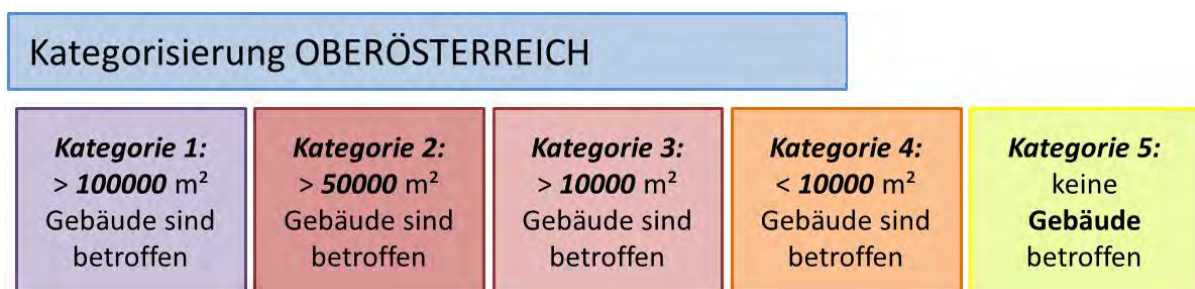 Kategorisierung OBERÖSTERREICH
Kategorie 1:
> 100000 m²
Gebäude sind
betroffen
Kategorie 2:
> 50000 m²
Gebäude sind
betroffen
Kategorie 3:
> 10000 m²
Gebäude sind
betroffen
Kategorie 4:
< 10000 m²
Gebäude sind
betroffen
Kategorie 5:
keine
Gebäude
betroffen